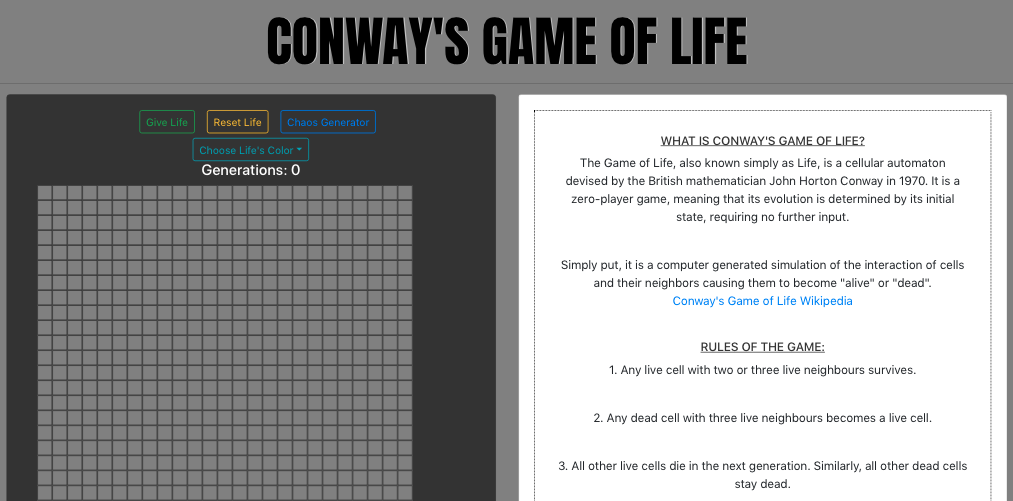 CONWAY'S GAME OF LIFE
Give Life
Reset Life
Chaos Generator
Choose Life's Color
Generations: 0
WHAT IS CONWAY'S GAME OF LIFE?
The Game of Life, also known simply as Life, is a cellular automaton
devised by the British mathematician John Horton Conway in 1970. It is a
zero-player game, meaning that its evolution is determined by its initial
state, requiring no further input.
Simply put, it is a computer generated simulation of the interaction of cells
and their neighbors causing them to become "alive" or "dead".
Conway's Game of Life Wikipedia
RULES OF THE GAME:
1. Any live cell with two or three live neighbours survives.
2. Any dead cell with three live neighbours becomes a live cell.
3. All other live cells die in the next generation. Similarly, all other dead cells
stay dead.